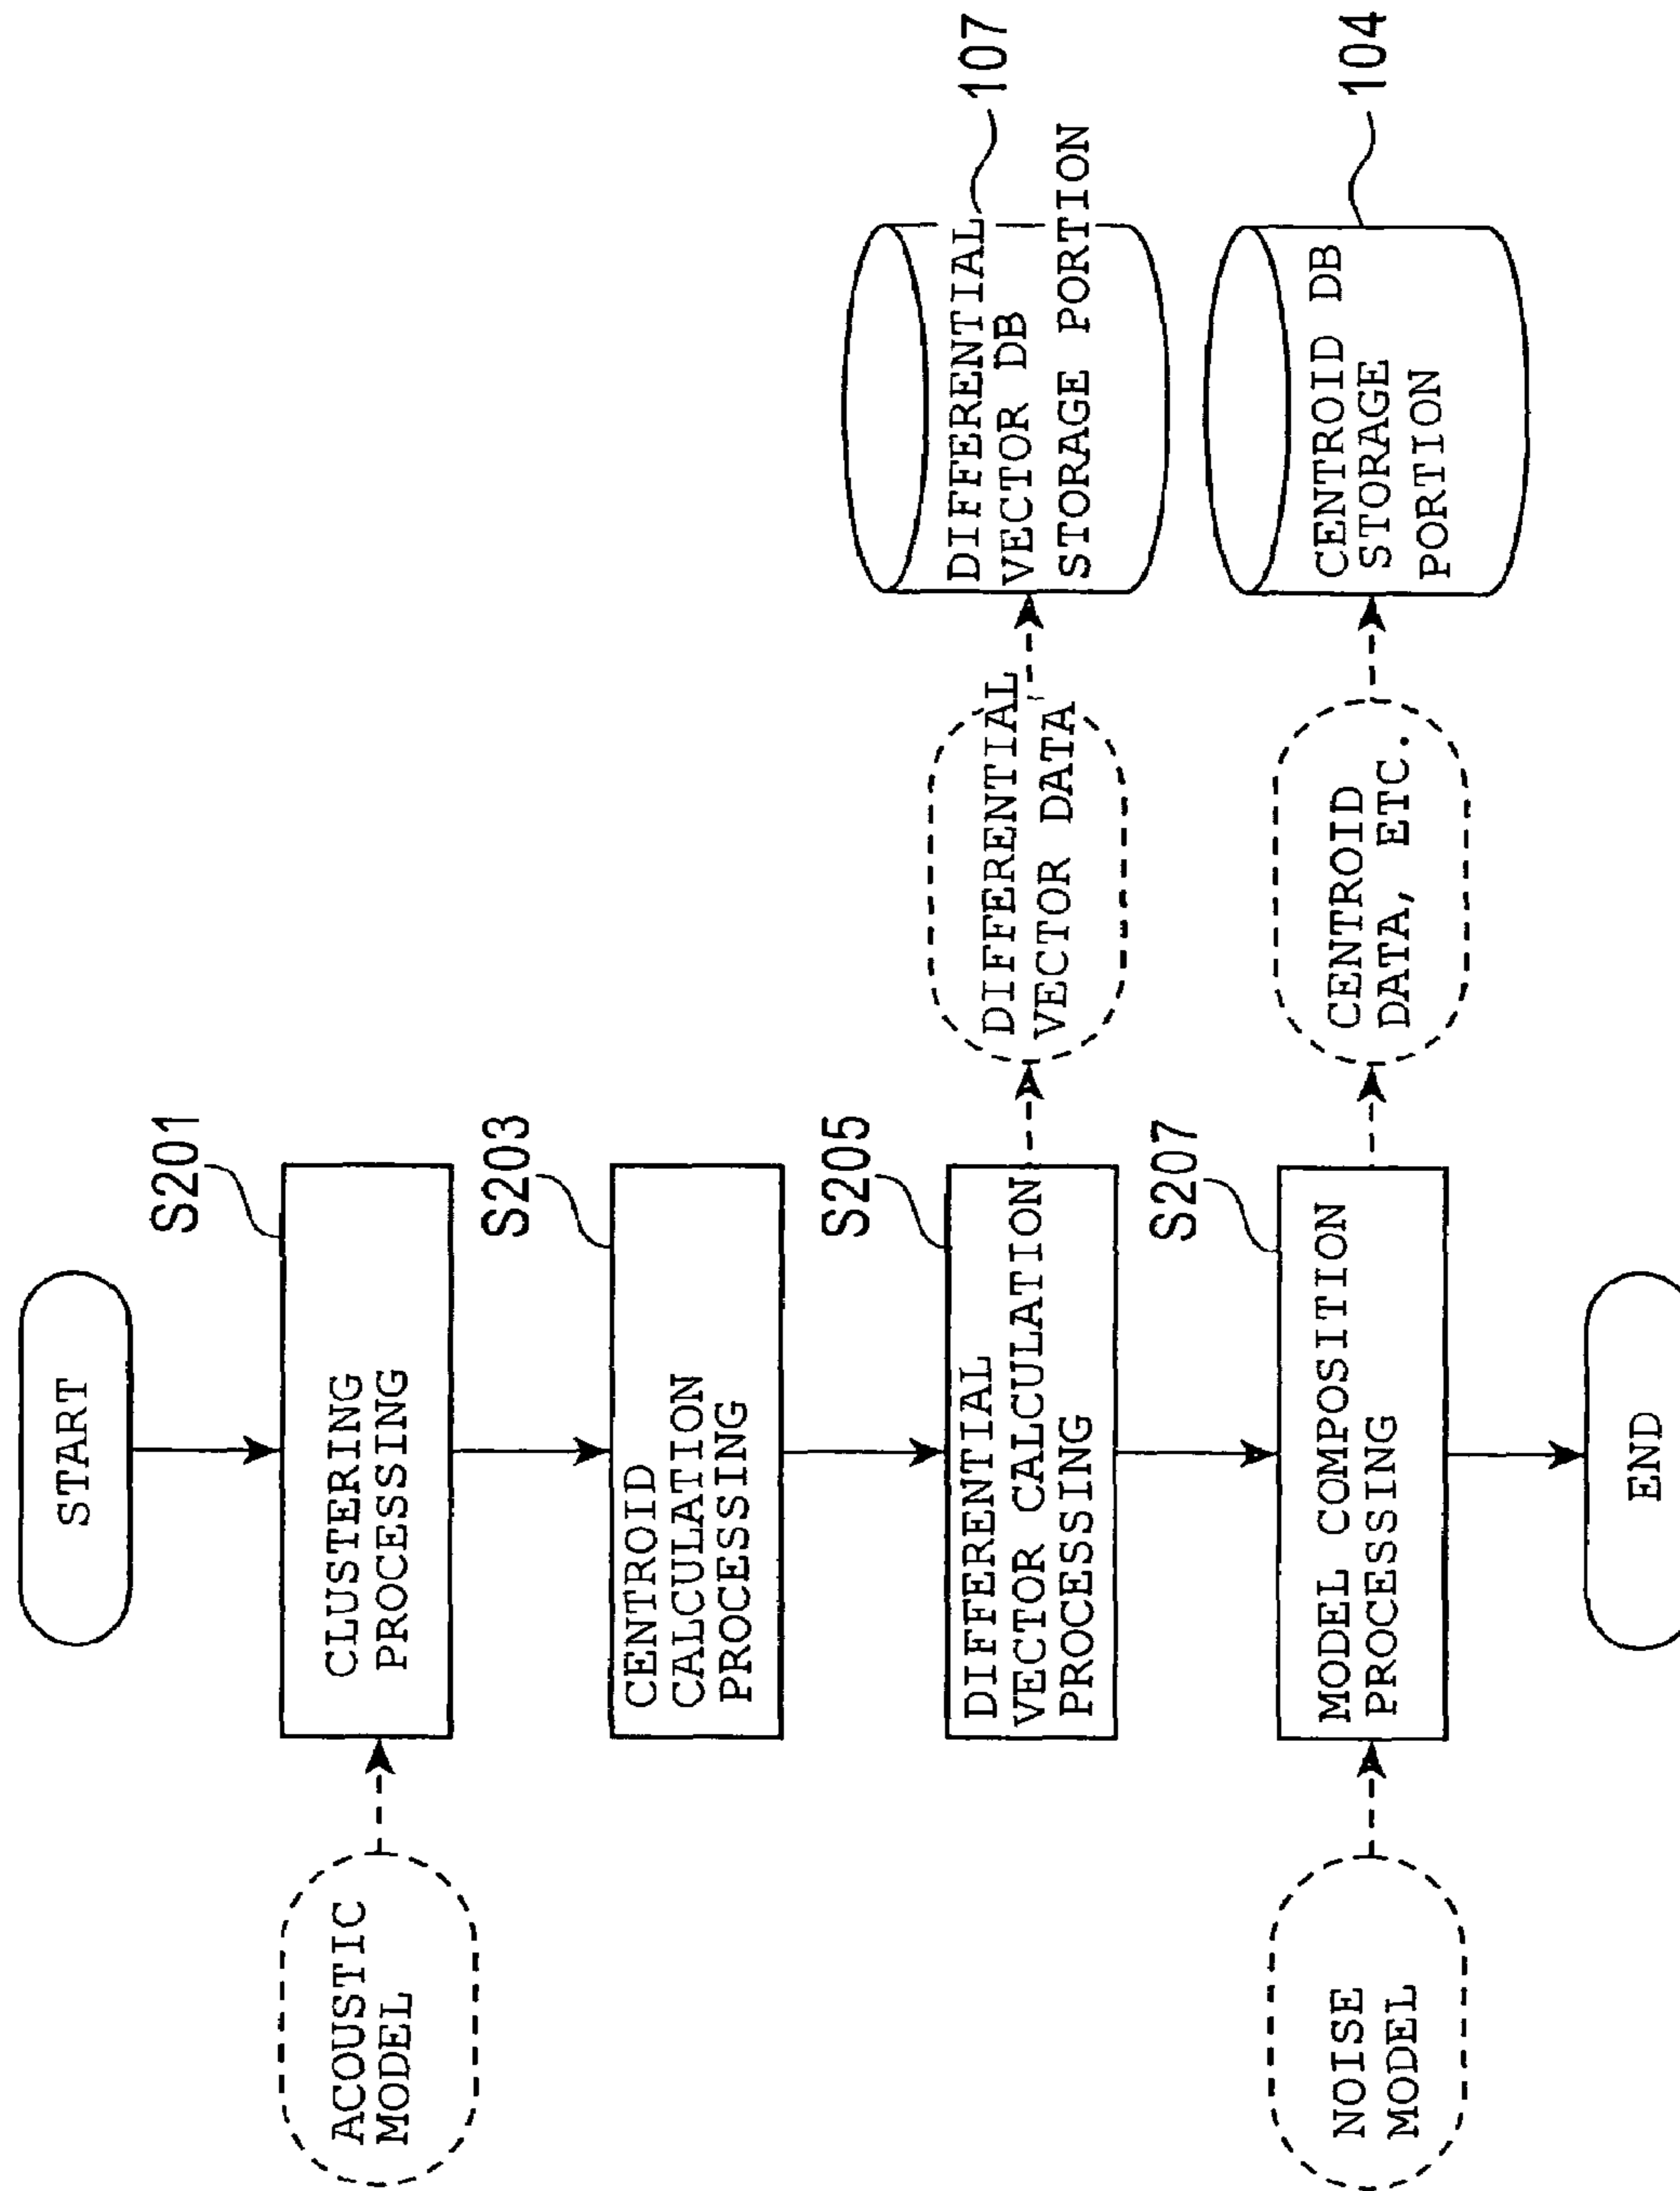 START
S201
ACOUSTIC
MODEL
CLUSTERING
PROCESSING
S203
CENTROID
CALCULATION
PROCESSING
S205
DIFFERENTIAL
VECTOR CALCULATION
PROCESSING
DIFFERENTIAL
VECTOR DATA
DIFFERENTIAL
VECTOR DB
STORAGE PORTION
107
S207
NOISE
MODEL
MODEL COMPOSITION
PROCESSING
CENTROID
DATA, ETC.
CENTROID DB
STORAGE
PORTION
104
END